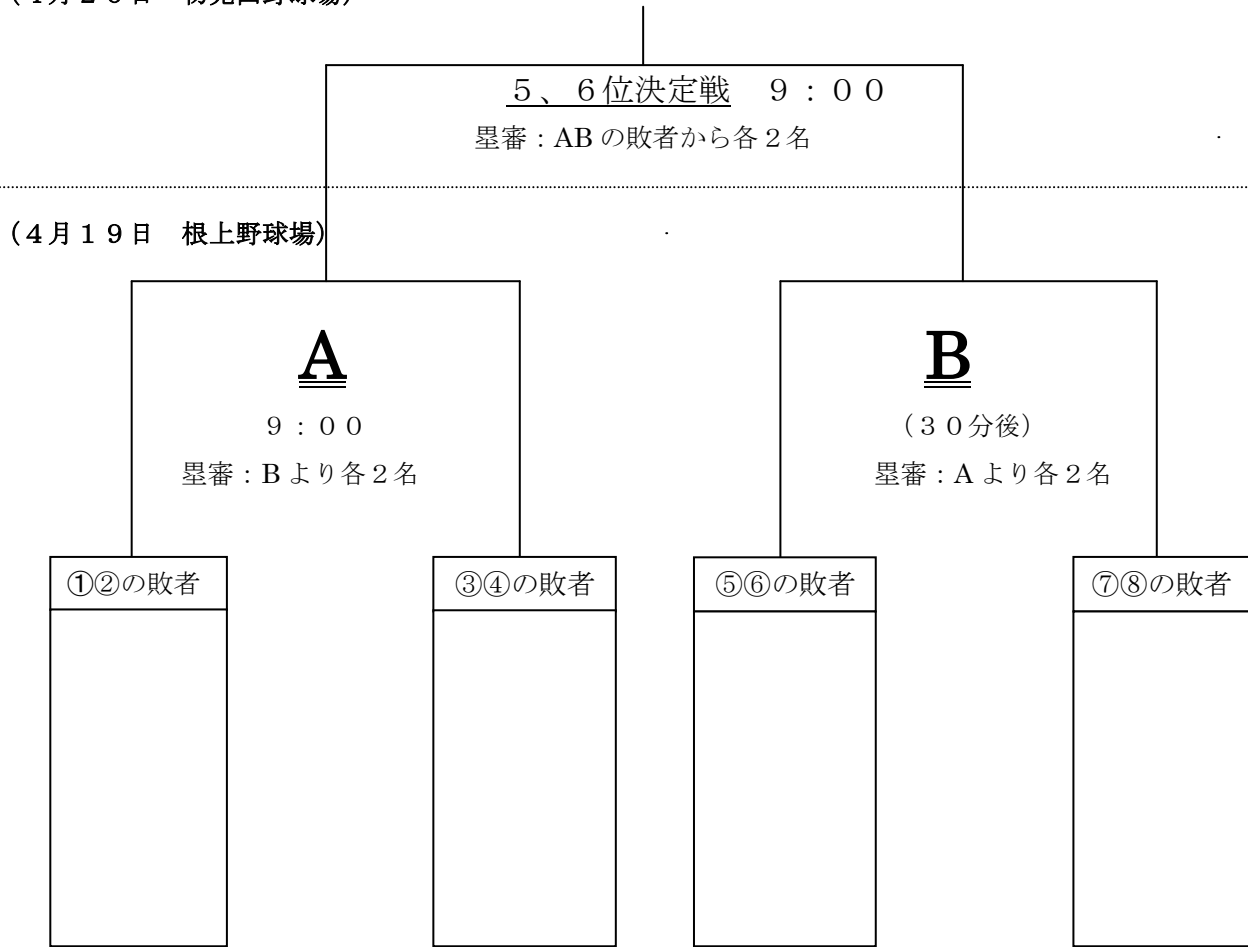 ５、６位決定戦　９：００
塁審：ABの敗者から各２名
（４月１９日　根上野球場）
A
B
９：００
（３０分後）
塁審：Bより各２名
塁審：Aより各２名
①②の敗者
③④の敗者
⑤⑥の敗者
⑦⑧の敗者